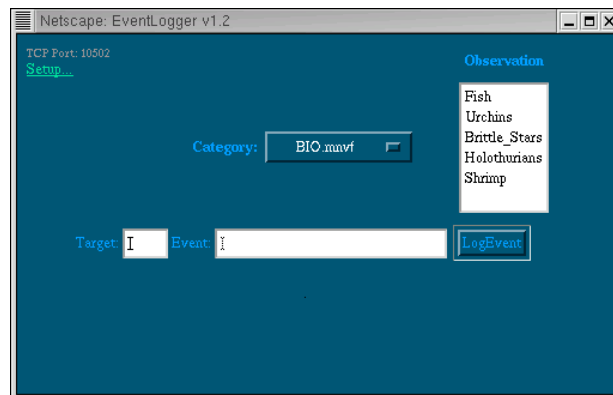 Netscape: EventLogger v1.2
TCP Port: 10502
Setup...
Observation
Fish
Urchins
Brittle_Stars
Holothurians
Shrimp
Category: BIO.mnvf
Target: Event: LogEvent